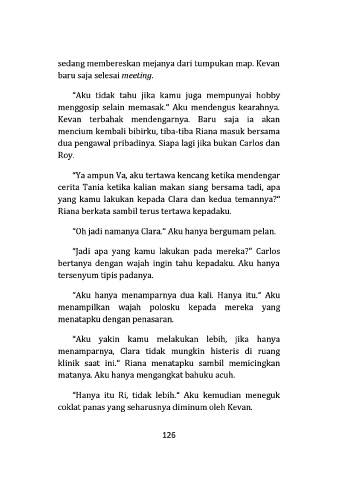 sedang membereskan mejanya dari tumpukan map. Kevan
baru saja selesai meeting.
"Aku tidak tahu jika kamu juga mempunyai hobby
menggosip selain memasak." Aku mendengus kearahnya.
Kevan terbahak mendengarnya. Baru saja ia akan
mencium kembali bibirku, tiba-tiba Riana masuk bersama
dua pengawal pribadinya. Siapa lagi jika bukan Carlos dan
Roy.
"Ya ampun Va, aku tertawa kencang ketika mendengar
cerita Tania ketika kalian makan siang bersama tadi, apa
yang kamu lakukan kepada Clara dan kedua temannya?"
Riana berkata sambil terus tertawa kepadaku.
"Oh jadi namanya Clara." Aku hanya bergumam pelan.
"Jadi apa yang kamu lakukan pada mereka?" Carlos
bertanya dengan wajah ingin tahu kepadaku. Aku hanya
tersenyum tipis padanya.
"Aku hanya menamparnya dua kali. Hanya itu." Aku
menampilkan wajah polosku kepada mereka yang
menatapku dengan penasaran.
"Aku yakin kamu melakukan lebih, jika hanya
menamparnya, Clara tidak mungkin histeris di ruang
klinik saat ini." Riana menatapku sambil memicingkan
matanya. Aku hanya mengangkat bahuku acuh.
"Hanya itu Ri, tidak lebih." Aku kemudian meneguk
coklat panas yang seharusnya diminum oleh Kevan.
126